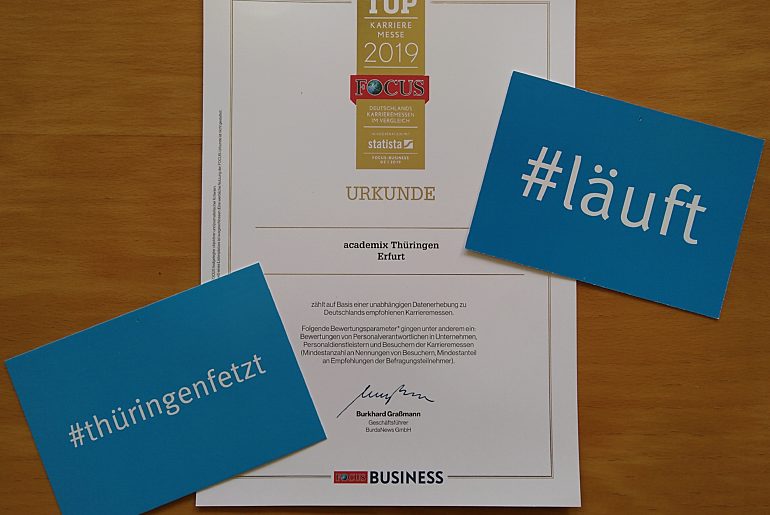 TOP
KARRIERE
MESSE
2019
FOCUS
DEUTSCHLANDS
KARRIEREMESSEN
IM VERGLEICH
statista
FOCUS-BUSINESS
URKUNDE
academix Thüringen
Erfurt
zählt auf Basis einer unabhängigen Datenerhebung zu
Deutschlands empfohlenen Karrieremessen.
Folgende Bewertungsparameter* gingen unter anderem ein:
Bewertungen von Personalverantwortlichen in Unternehmen,
Personaldienstleistern und Besuchern der Karrieremessen
(Mindestanzahl an Nennungen von Besuchern, Mindestanteil
an Empfehlungen der Befragungsteilnehmer).
Burkhard Graßmann
Geschäftsführer
BurdaNews GmbH
FOCUS BUSINESS
#läuft
#thüringenfetzt